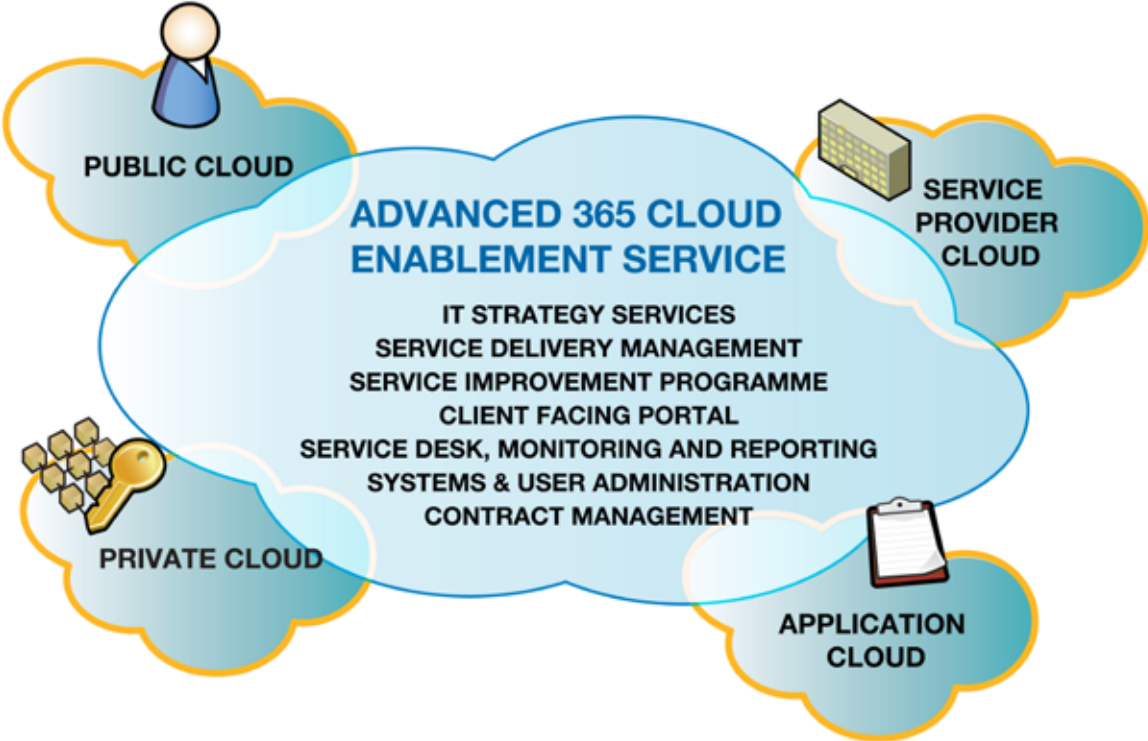 PUBLIC CLOUD
ADVANCED 365 CLOUD
ENABLEMENT SERVICE
IT STRATEGY SERVICES
SERVICE DELIVERY MANAGEMENT
SERVICE IMPROVEMENT PROGRAMME
CLIENT FACING PORTAL
SERVICE DESK, MONITORING AND REPORTING
SYSTEMS & USER ADMINISTRATION
CONTRACT MANAGEMENT
SERVICE
PROVIDER
CLOUD
PRIVATE CLOUD
APPLICATION
CLOUD